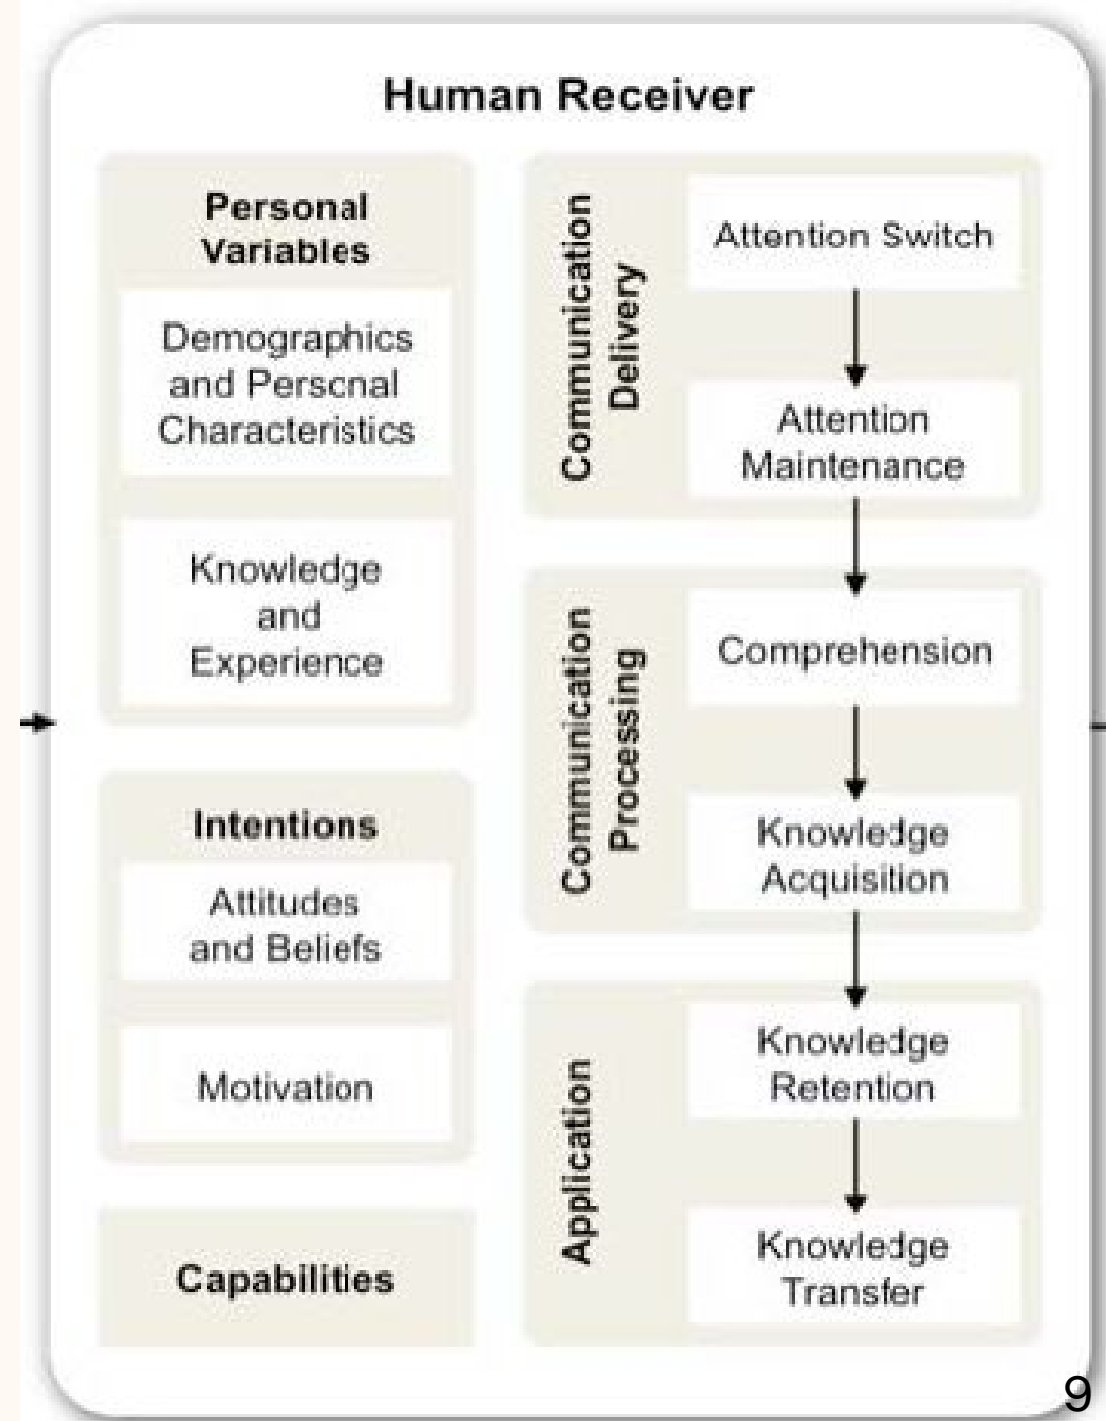 Human Receiver
Personal
Variables
Demographics
and Personal
Characteristics
Knowledge
and
Experience
Intentions
Attitudes
and Beliefs
Motivation
Capabilities
Communication
Delivery
Attention Switch
Attention
Maintenance
Communication
Processing
Comprehension
Knowledge
Acquisition
Application
Knowledge
Retention
Knowledge
Transfer
9